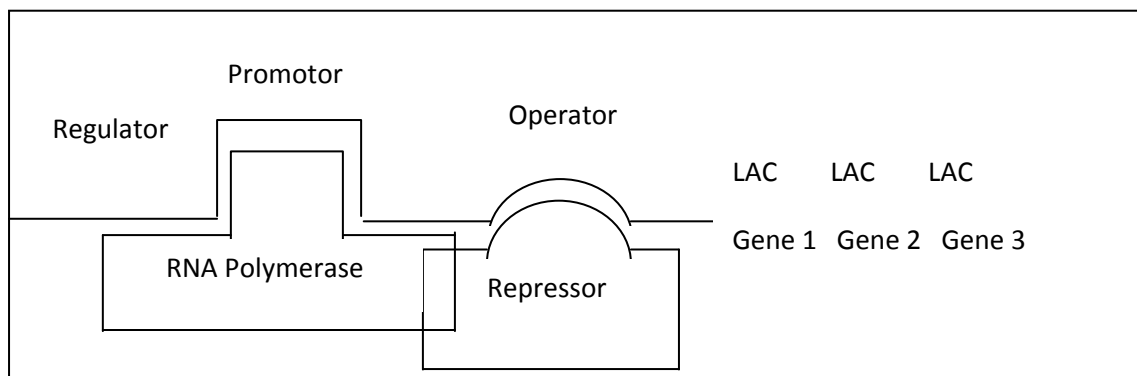 Promotor
Regulator
Operator
LAC LAC LAC
Gene 1 Gene 2 Gene 3
RNA Polymerase
Repressor